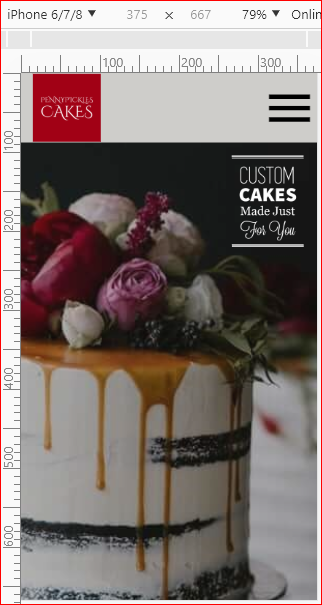 iPhone 6/7/8 ▼ 375 × 667 79% ▼ Onlin
100 200 300
PENNYPICKLES
CAKES
100
CUSTOM
CAKES
Made Just
For You
200
300
400
500
600